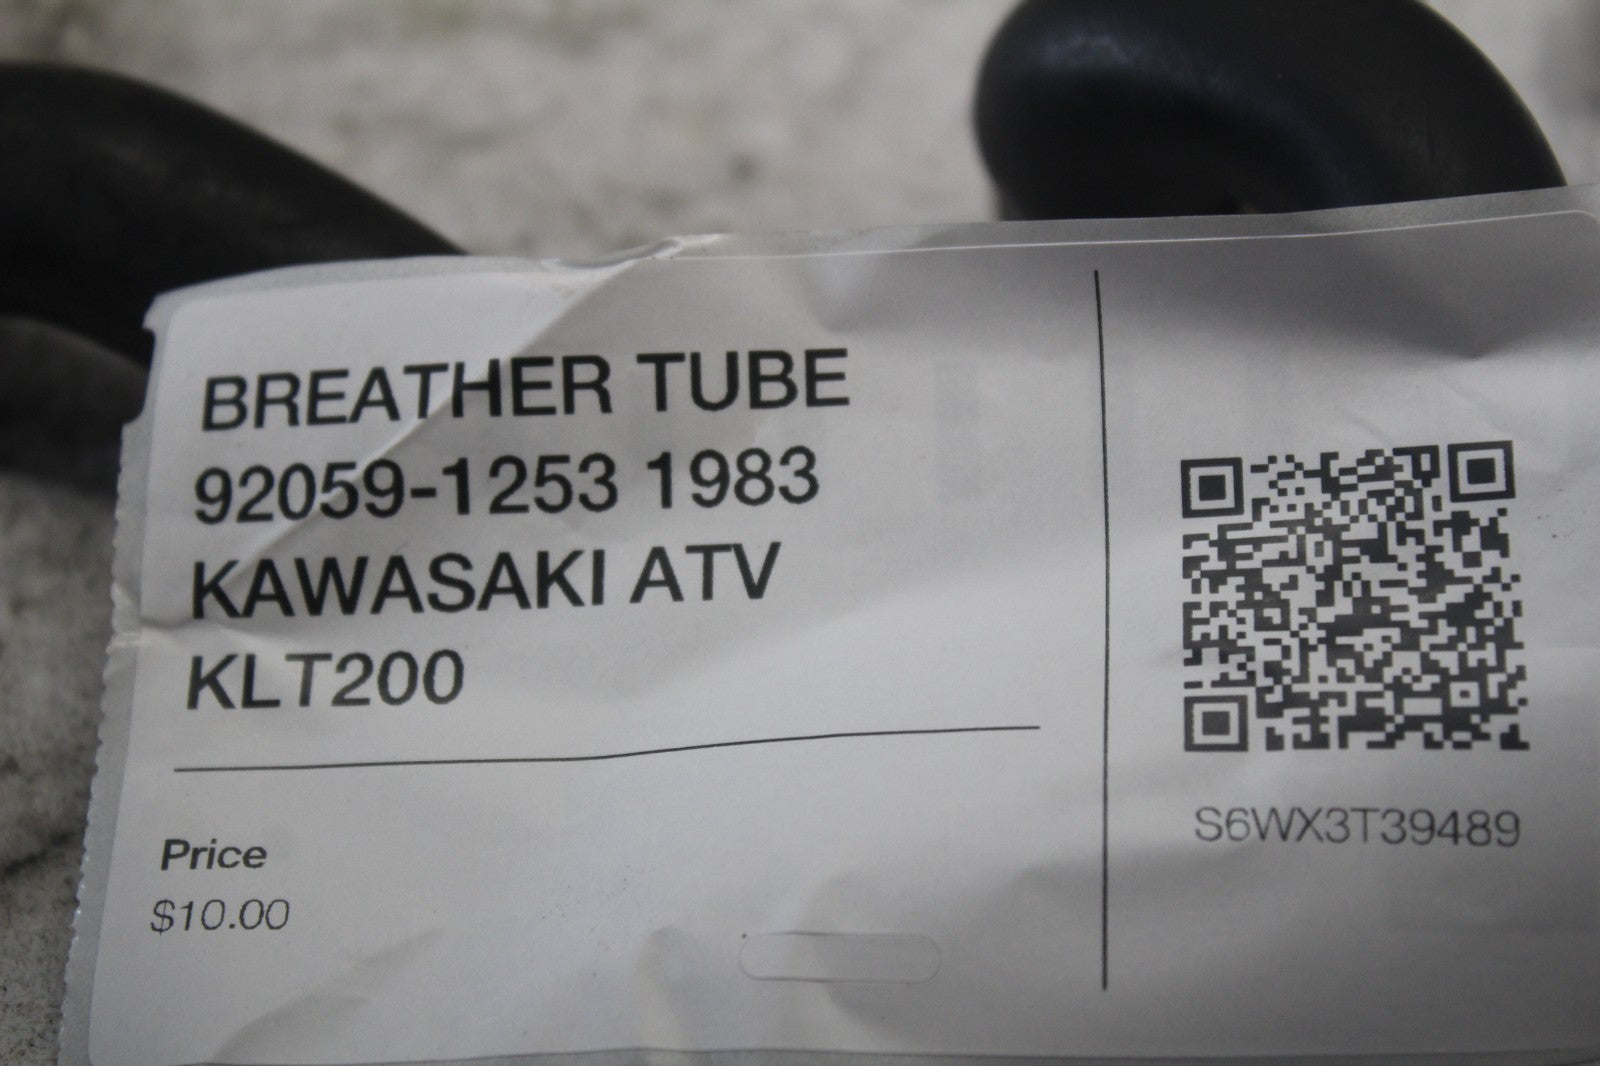 BREATHER TUBE
92059-1253 1983
KAWASAKI ATV
KLT200
Price
$10.00
S6WX3T39489